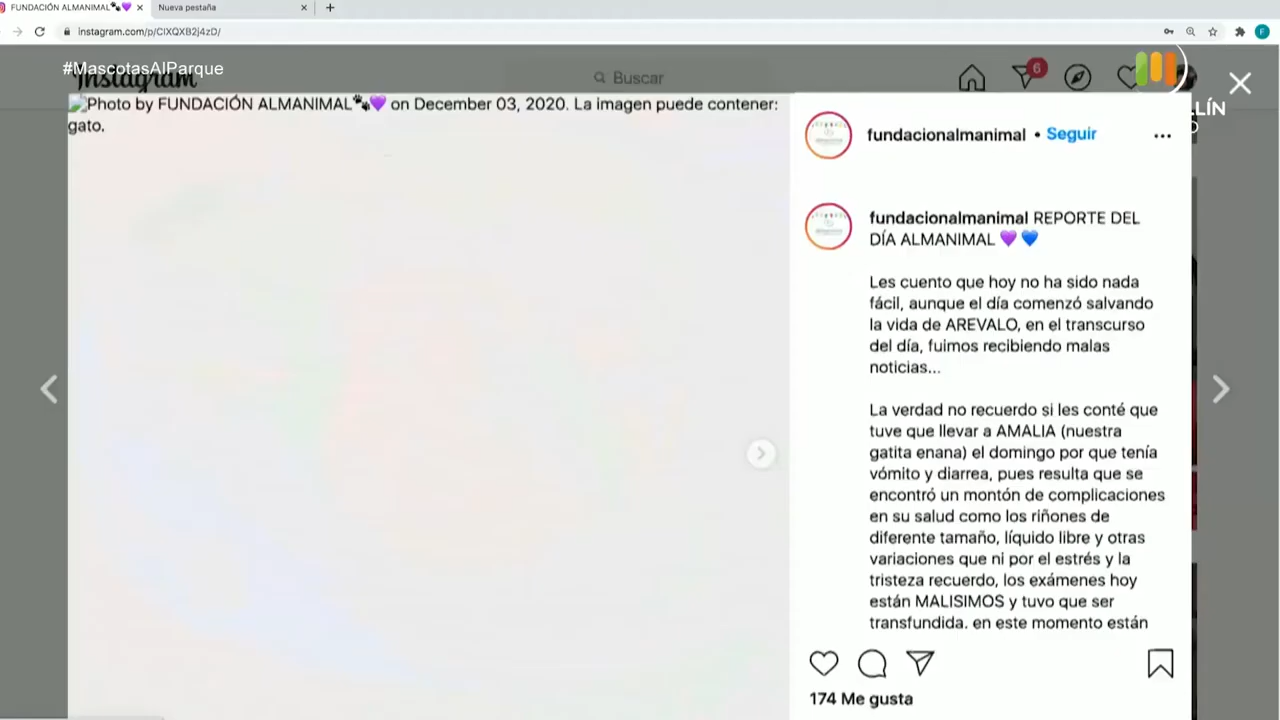 FUNDACIÓN ALMANIMAL🐾💜
Nueva pestaña
instagram.com/p/CIXQXB2j4zD/
#MascotasAlParque
Instagram
Buscar
6
F
LÍN
Photo by FUNDACIÓN ALMANIMAL🐾💜 on December 03, 2020. La imagen puede contener:
gato.
fundacionalmanimal • Seguir
fundacionalmanimal REPORTE DEL
DÍA ALMANIMAL 💜 💙
Les cuento que hoy no ha sido nada
fácil, aunque el día comenzó salvando
la vida de AREVALO, en el transcurso
del día, fuimos recibiendo malas
noticias...
La verdad no recuerdo si les conté que
tuve que llevar a AMALIA (nuestra
gatita enana) el domingo por que tenía
vómito y diarrea, pues resulta que se
encontró un montón de complicaciones
en su salud como los riñones de
diferente tamaño, líquido libre y otras
variaciones que ni por el estrés y la
tristeza recuerdo, los exámenes hoy
están MALISIMOS y tuvo que ser
transfundida. en este momento están
174 Me gusta